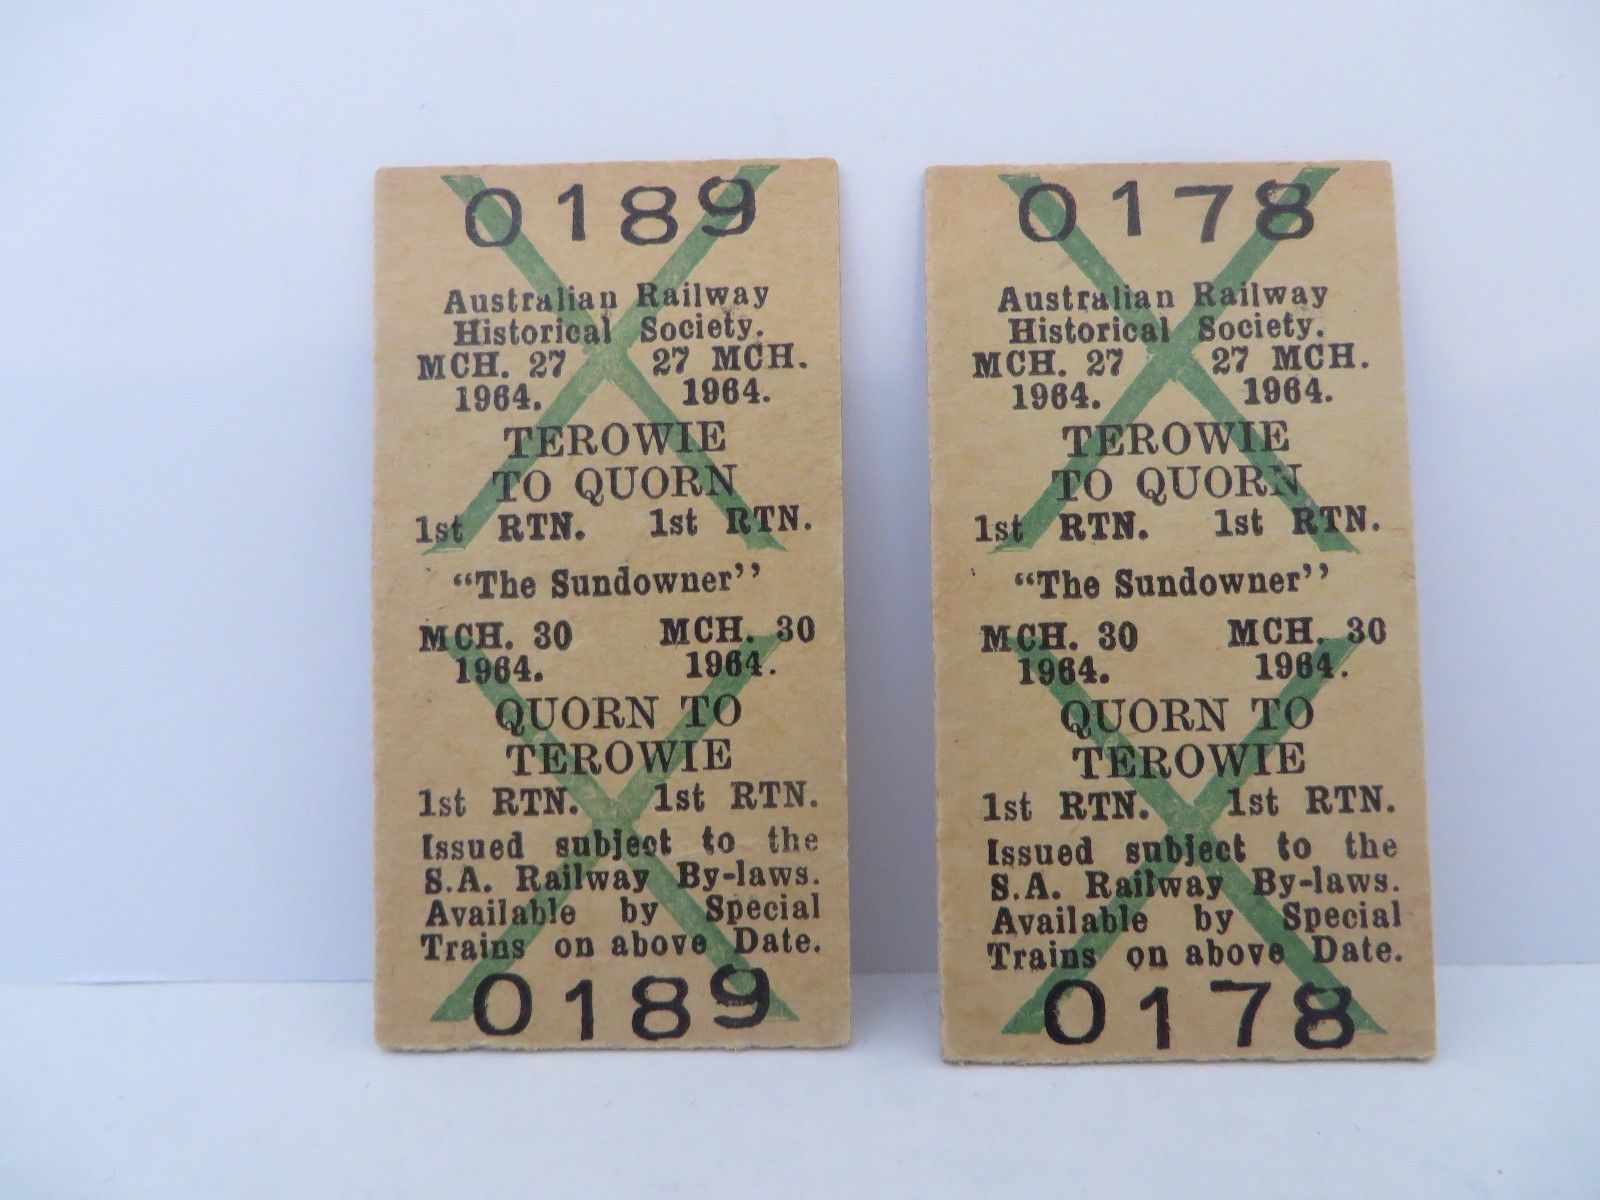 0189
Australian Railway
Historical Society.
MCH. 27 27 MCH.
1964. 1964.
TEROWIE
TO QUORN
1st RTN. 1st RTN.
“The Sundowner”
MCH. 30 MCH. 30
1964. 1964.
QUORN TO
TEROWIE
1st RTN. 1st RTN.
Issued subject to the
S.A. Railway By-laws.
Available by Special
Trains on above Date.
0189
0178
Australian Railway
Historical Society.
MCH. 27 27 MCH.
1964. 1964.
TEROWIE
TO QUORN
1st RTN. 1st RTN.
“The Sundowner”
MCH. 30 MCH. 30
1964. 1964.
QUORN TO
TEROWIE
1st RTN. 1st RTN.
Issued subject to the
S.A. Railway By-laws.
Available by Special
Trains on above Date.
0178